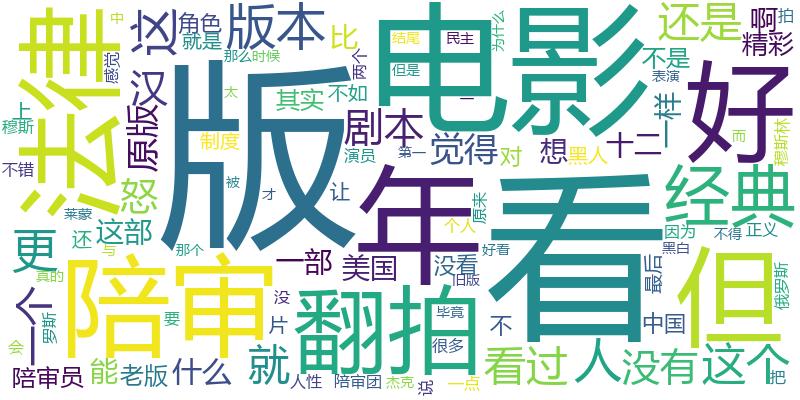 法律
这
版本
比
角色
就是
那么
时候
两个
结尾
但是
中
感觉
没
原版
太
其实
不如
版
电影
民主
一
为什么
还是
不是
表演
啊
拍
精彩
好
一样
剧本
觉得
对
想
黑人
十二
而
穆斯林
上
穆斯
不错
制度
演员
第一
年
看
经典
怒
被
才
让
莱蒙
还
这部
与
更
那个
个人
原来
好看
因为
不得
正义
黑白
但
俄罗斯
真的
陪审
一部
美国
没看
旧版
最后
一个
罗斯
要
没
片
翻拍
毕竟
很多
不
中国
会
陪审员
能
老版
什么
就
人性
陪审团
杰克
说
一点
看过
人
没有
这个
把